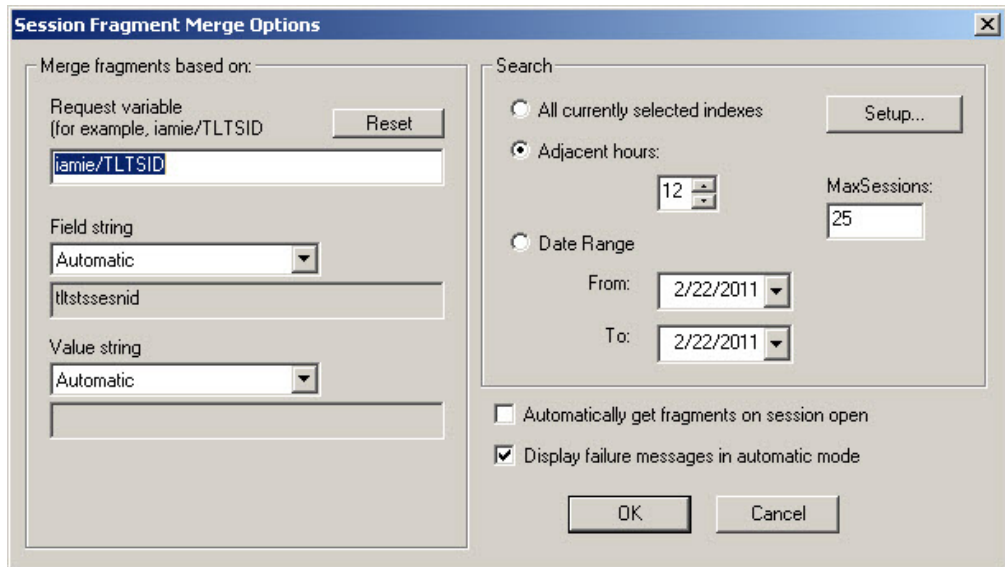 Session Fragment Merge Options
Merge fragments based on:
Request variable
(for example, iamie/TLTSID
Reset
iamie/TLTSID
Field string
Automatic
tltstssesnid
Value string
Automatic
Search
All currently selected indexes
Setup...
Adjacent hours:
12
MaxSessions:
25
Date Range
From:
2/22/2011
To:
2/22/2011
Automatically get fragments on session open
Display failure messages in automatic mode
OK
Cancel